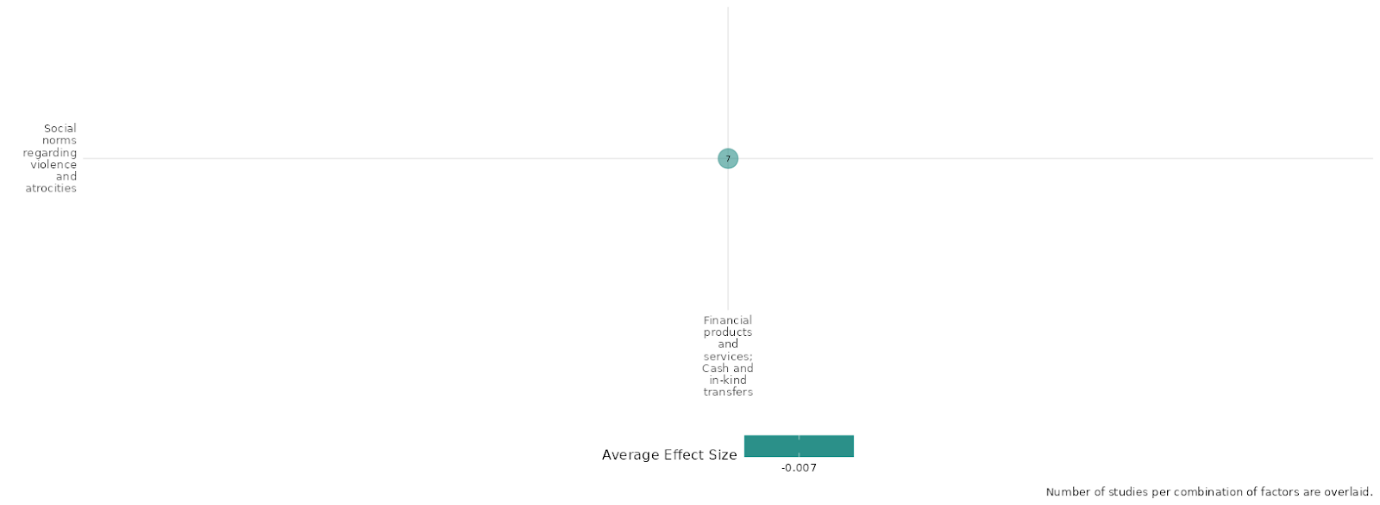 Social
norms
regarding
violence
and
atrocities
7
Financial
products
and
services;
Cash and
in-kind
transfers
Average Effect Size
-0.007
Number of studies per combination of factors are overlaid.